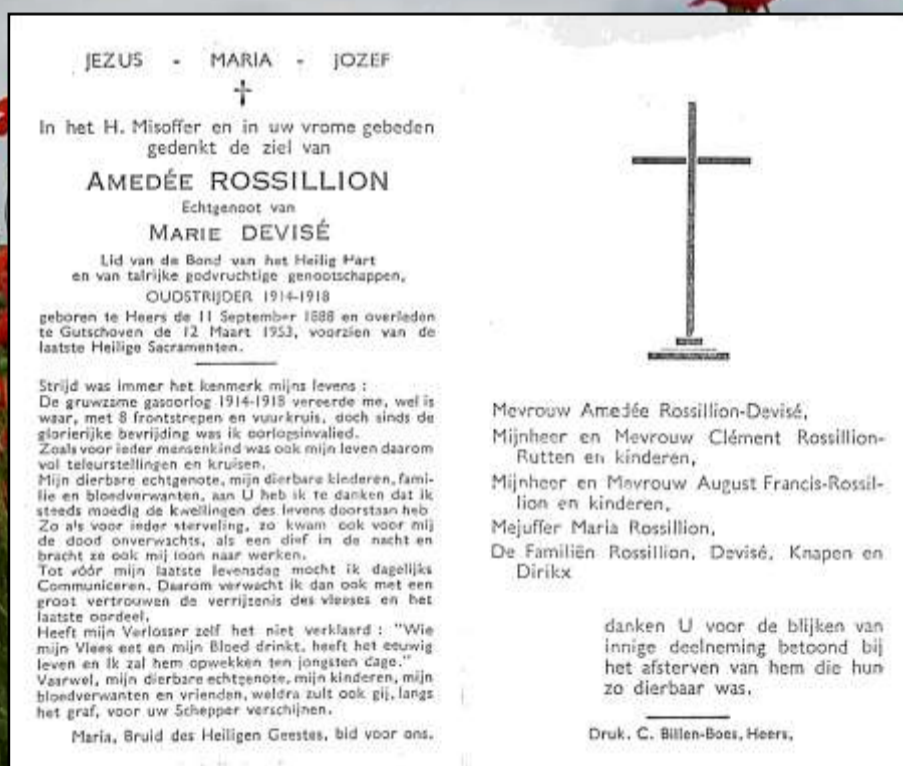 JEZUS - MARIA - JOZEF
In het H. Misoffer en in uw vrome gebeden
gedenkt de ziel van
AMEDÉE ROSSILLION
Echtgenoot van
MARIE DEVISÉ
Lid van de Bond van het Heilig Hart
en van talrijke godvruchtige genootschappen,
OUDSTRIJDER 1914-1918
geboren te Heers de 11 September 1888 en overleden
te Gutschoven de 12 Maart 1953, voorzien van de
laatste Heilige Sacramenten.
Strijd was immer het kenmerk mijns levens :
De gruwzame gasoorlog 1914-1918 vereerde me, wel is
waar, met 8 frontstrepen en vuurkruis, doch sinds de
glorierijke bevrijding was ik oorlogsinvalied.
Zoals voor ieder mensenkind was ook mijn leven daarom
vol teleurstellingen en kruisen.
Mijn dierbare echtgenote, mijn dierbare kinderen, fami-
lie en bloedverwanten, aan U heb ik te danken dat ik
steeds moedig de kwellingen des levens doorstaan heb
Zo als voor ieder sterveling, zo kwam ook voor mij
de dood onverwachts, als een dief in de nacht en
bracht ze ook mij loon naar werken.
Tot vóór mijn laatste levensdag mocht ik dagelijks
Communiceren. Daarom verwacht ik dan ook met een
groot vertrouwen de verrijzenis des vleeses en het
laatste oordeel.
Heeft mijn Verlosser zelf het niet verklaard : "Wie
mijn Vlees eet en mijn Bloed drinkt, heeft het eeuwig
leven en ik zal hem opwekken ten jongsten dage."
Vaarwel, mijn dierbare echtgenote, mijn kinderen, mijn
bloedverwanten en vrienden, weldra zult ook gij, langs
het graf, voor uw Schepper verschijnen.
Maria, Bruid des Heiligen Geestes, bid voor ons.
Mevrouw Amedée Rossillion-Devisé,
Mijnheer en Mevrouw Clément Rossillion-
Rutten en kinderen,
Mijnheer en Mevrouw August Francis-Rossil-
lion en kinderen,
Mejuffer Maria Rossillion,
De Familiën Rossillion, Devisé, Knapen en
Dirikx
danken U voor de blijken van
innige deelneming betoond bij
het afsterven van hem die hun
zo dierbaar was.
Druk. C. Billen-Boes, Heers.